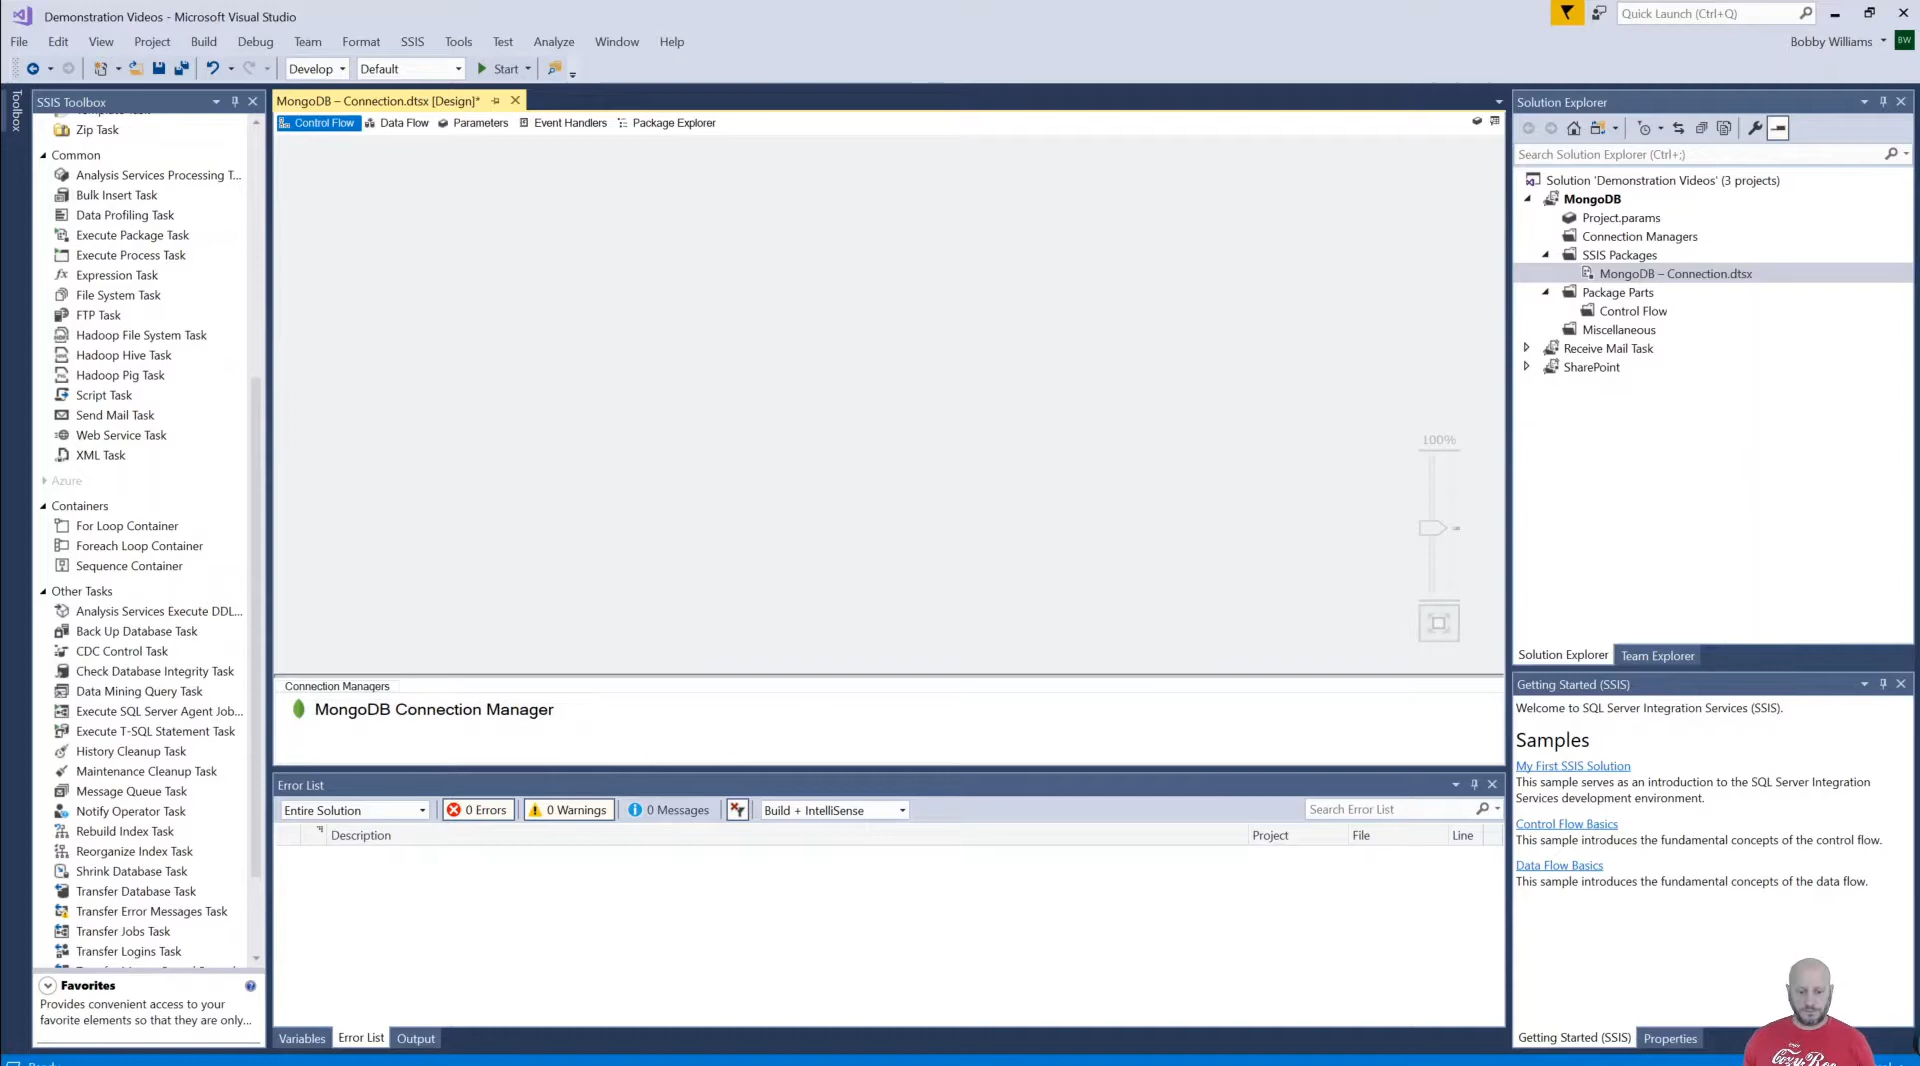 Demonstration Videos - Microsoft Visual Studio
Quick Launch (Ctrl+Q)
File Edit View Project Build Debug Team Format SSIS Tools Test Analyze Window Help
Bobby Williams BW
Develop Default Start
Toolbox
SSIS Toolbox
Zip Task
Common
Analysis Services Processing T...
Bulk Insert Task
Data Profiling Task
Execute Package Task
Execute Process Task
Expression Task
File System Task
FTP Task
Hadoop File System Task
Hadoop Hive Task
Hadoop Pig Task
Script Task
Send Mail Task
Web Service Task
XML Task
Azure
Containers
For Loop Container
Foreach Loop Container
Sequence Container
Other Tasks
Analysis Services Execute DDL...
Back Up Database Task
CDC Control Task
Check Database Integrity Task
Data Mining Query Task
Execute SQL Server Agent Job...
Execute T-SQL Statement Task
History Cleanup Task
Maintenance Cleanup Task
Message Queue Task
Notify Operator Task
Rebuild Index Task
Reorganize Index Task
Shrink Database Task
Transfer Database Task
Transfer Error Messages Task
Transfer Jobs Task
Transfer Logins Task
Favorites
Provides convenient access to your
favorite elements so that they are only...
MongoDB – Connection.dtsx [Design]*
Control Flow Data Flow Parameters Event Handlers Package Explorer
100%
Connection Managers
MongoDB Connection Manager
Error List
Entire Solution 0 Errors 0 Warnings 0 Messages Build + IntelliSense Search Error List
Description Project File Line
Variables Error List Output
Solution Explorer
Search Solution Explorer (Ctrl+;)
Solution 'Demonstration Videos' (3 projects)
MongoDB
Project.params
Connection Managers
SSIS Packages
MongoDB – Connection.dtsx
Package Parts
Control Flow
Miscellaneous
Receive Mail Task
SharePoint
Solution Explorer Team Explorer
Getting Started (SSIS)
Welcome to SQL Server Integration Services (SSIS).
Samples
My First SSIS Solution
This sample serves as an introduction to the SQL Server Integration
Services development environment.
Control Flow Basics
This sample introduces the fundamental concepts of the control flow.
Data Flow Basics
This sample introduces the fundamental concepts of the data flow.
Getting Started (SSIS) Properties